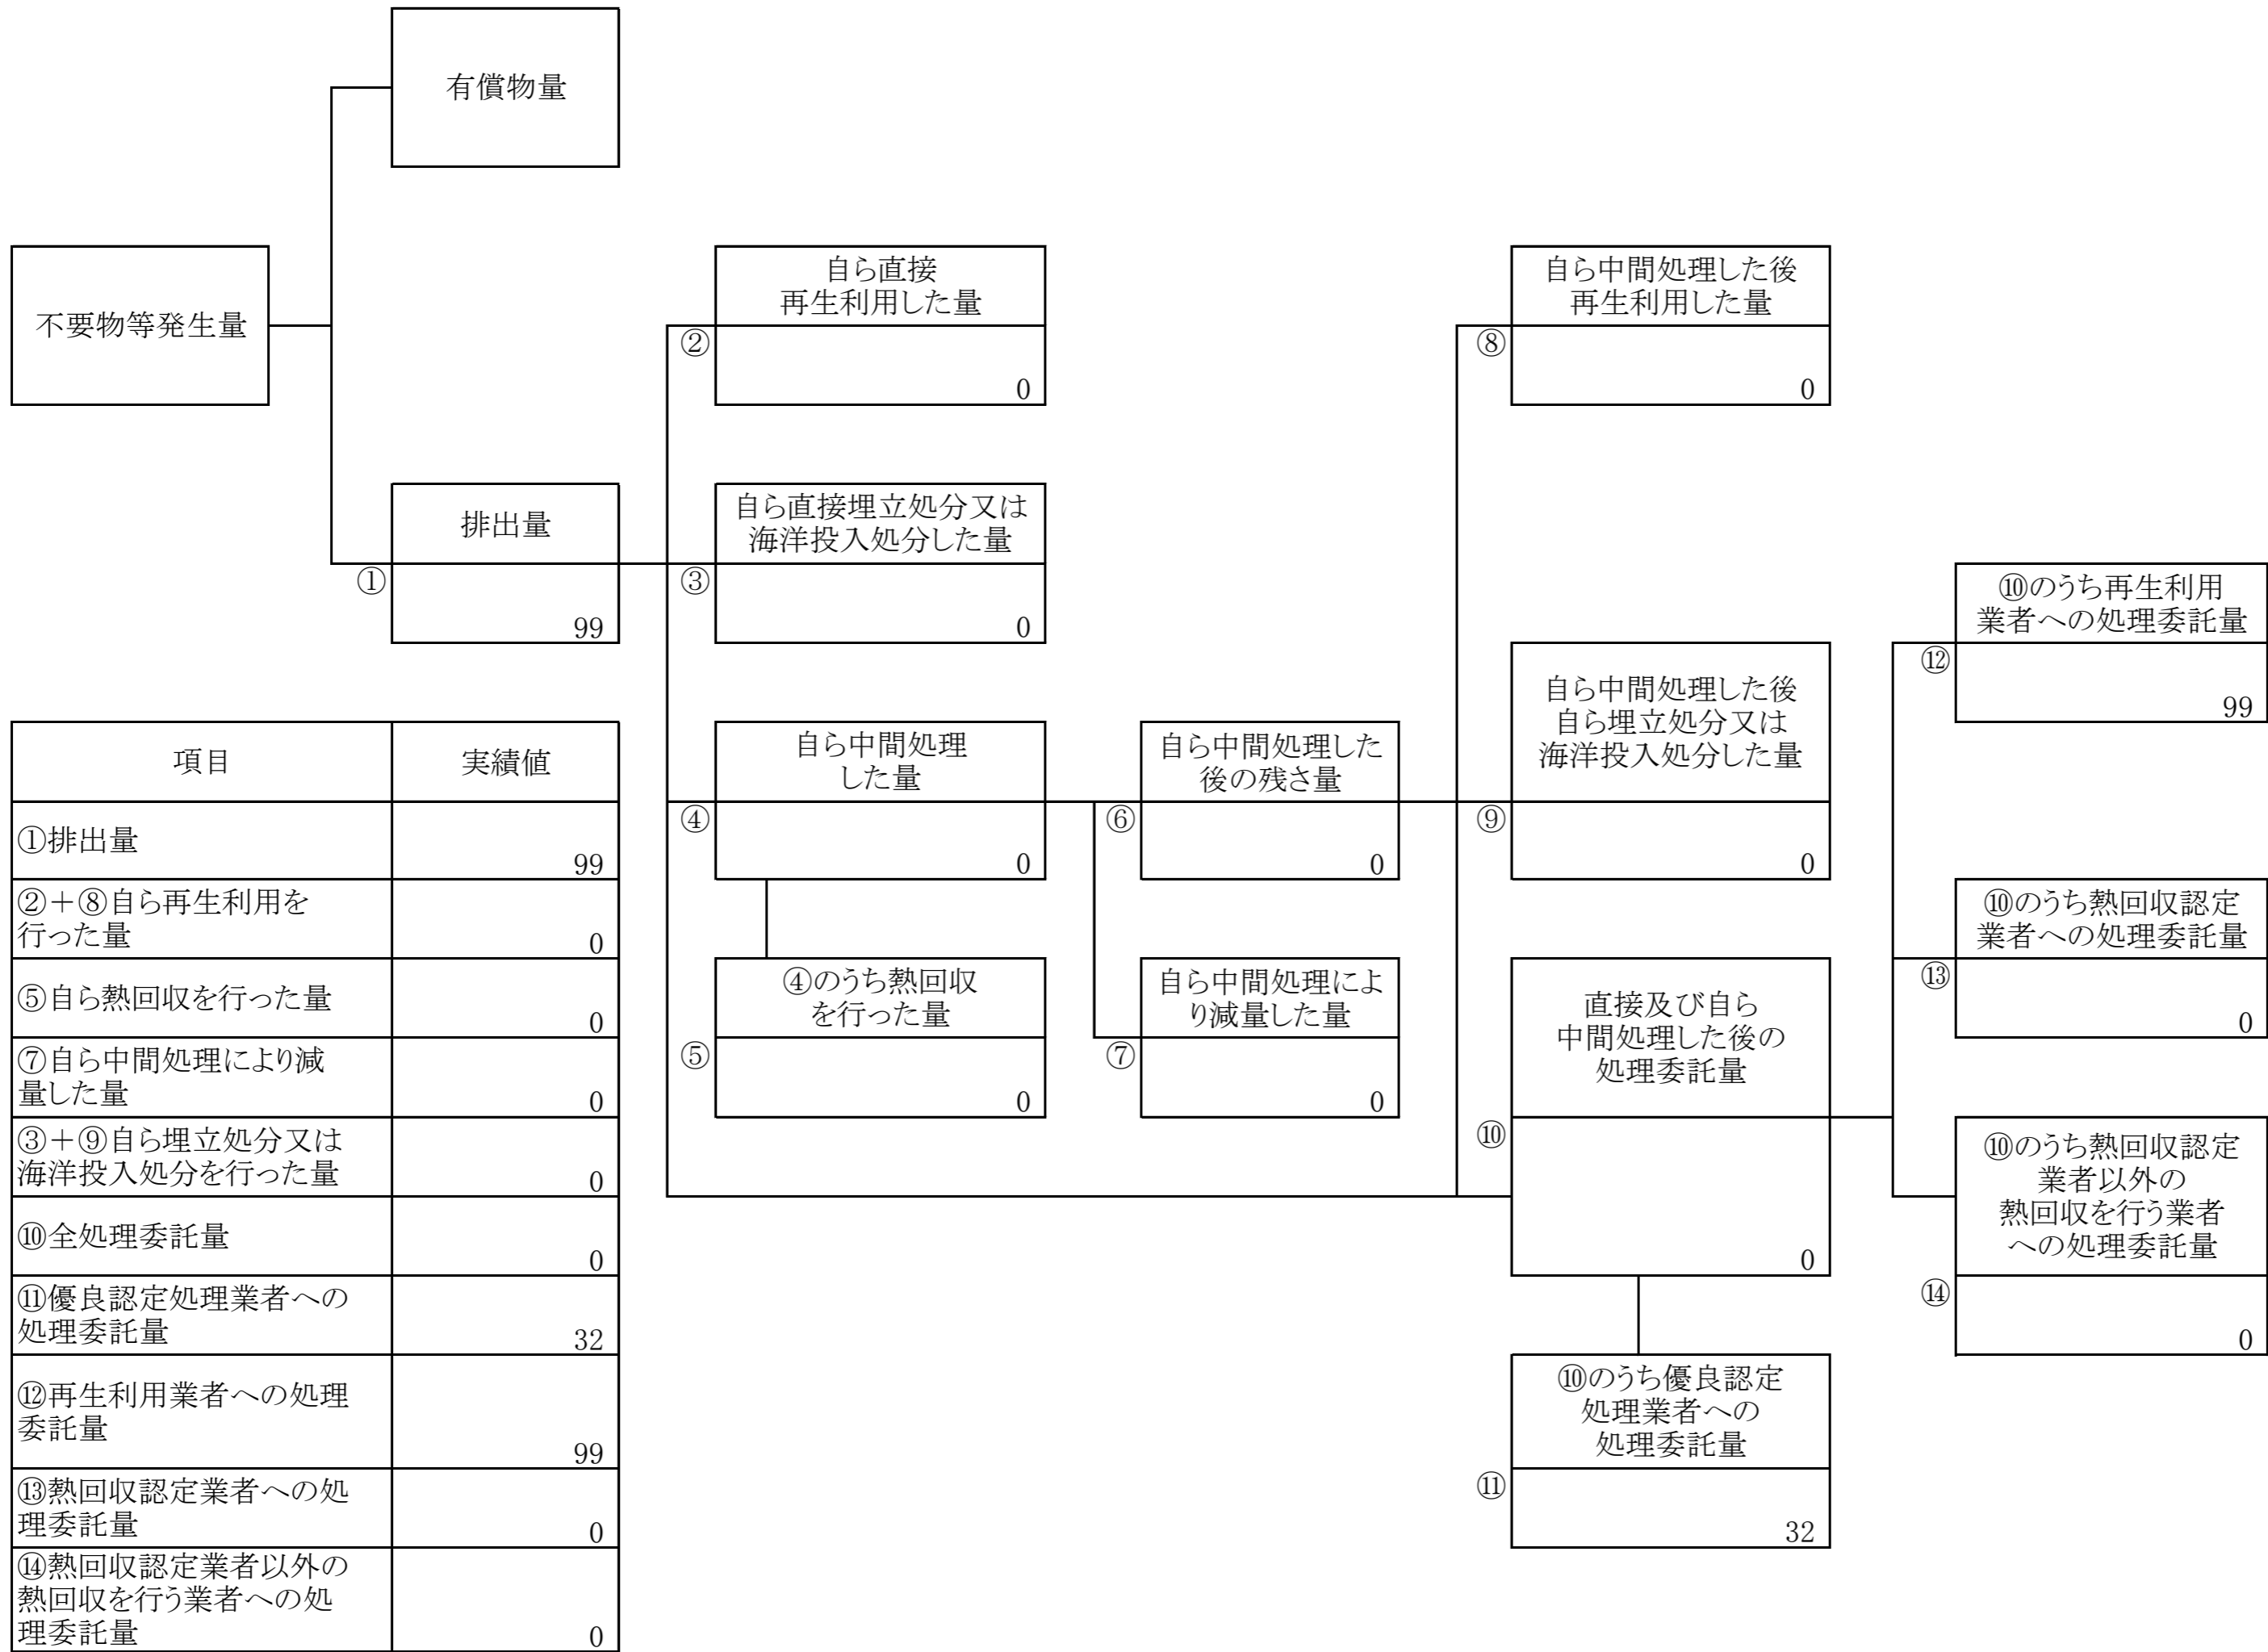 有償物量
不要物等発生量
自ら直接
再生利用した量
②
0
自ら中間処理した後
再生利用した量
⑧
0
排出量
①
99
自ら直接埋立処分又は
海洋投入処分した量
③
0
⑩のうち再生利用
業者への処理委託量
⑫
99
自ら中間処理
した量
④
0
自ら中間処理した
後の残さ量
⑥
0
自ら中間処理した後
自ら埋立処分又は
海洋投入処分した量
⑨
0
⑩のうち熱回収認定
業者への処理委託量
⑬
0
④のうち熱回収
を行った量
⑤
0
自ら中間処理によ
り減量した量
⑦
0
直接及び自ら
中間処理した後の
処理委託量
⑩
0
⑩のうち熱回収認定
業者以外の
熱回収を行う業者
への処理委託量
⑭
0
⑩のうち優良認定
処理業者への
処理委託量
⑪
32
項目 実績値
①排出量
99
②＋⑧自ら再生利用を
行った量 0
⑤自ら熱回収を行った量
0
⑦自ら中間処理により減
量した量 0
③＋⑨自ら埋立処分又は
海洋投入処分を行った量 0
⑩全処理委託量
0
⑪優良認定処理業者への
処理委託量 32
⑫再生利用業者への処理
委託量
99
⑬熱回収認定業者への処
理委託量 0
⑭熱回収認定業者以外の
熱回収を行う業者への処
理委託量 0